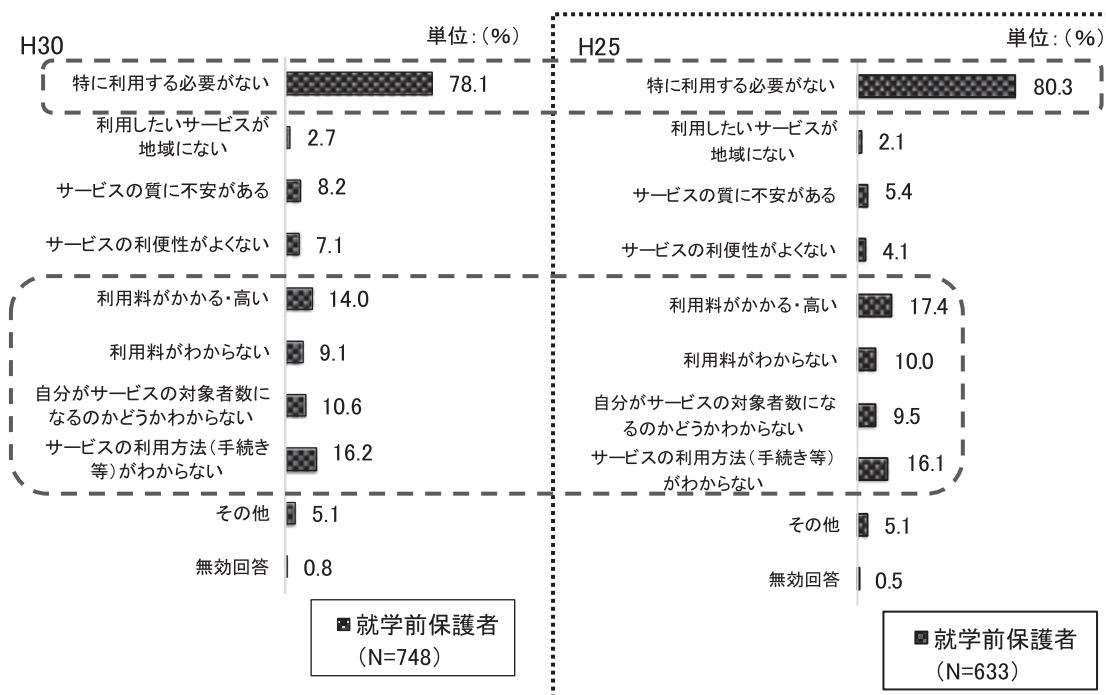 H30
単位：（%）
特に利用する必要がない
78.1
利用したいサービスが
地域にない
2.7
サービスの質に不安がある
8.2
サービスの利便性がよくない
7.1
利用料がかかる・高い
14.0
利用料がわからない
9.1
自分がサービスの対象者数に
なるのかどうかわからない
10.6
サービスの利用方法（手続き
等）がわからない
16.2
その他
5.1
無効回答
0.8
就学前保護者
（N=748）
H25
単位：（%）
特に利用する必要がない
80.3
利用したいサービスが
地域にない
2.1
サービスの質に不安がある
5.4
サービスの利便性がよくない
4.1
利用料がかかる・高い
17.4
利用料がわからない
10.0
自分がサービスの対象者数にな
るのかどうかわからない
9.5
サービスの利用方法（手続き等）
がわからない
16.1
その他
5.1
無効回答
0.5
就学前保護者
（N=633）